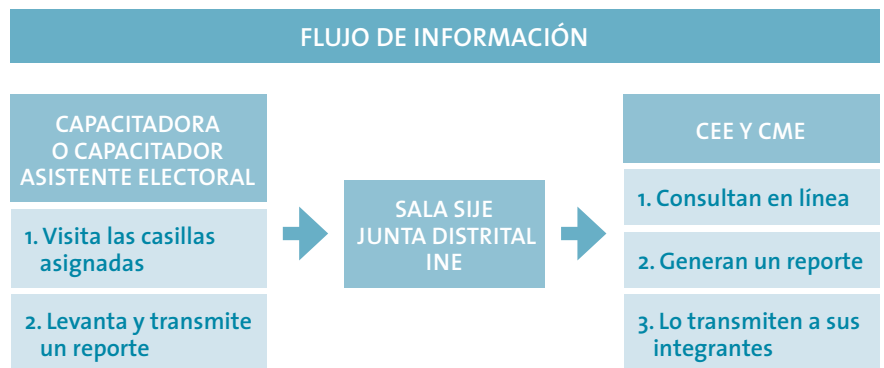 FLUJO DE INFORMACIÓN
CAPACITADORA
O CAPACITADOR
ASISTENTE ELECTORAL
1. Visita las casillas
asignadas
2. Levanta y transmite
un reporte
SALA SIJE
JUNTA DISTRITAL
INE
CEE Y CME
1. Consultan en línea
2. Generan un reporte
3. Lo transmiten a sus
integrantes